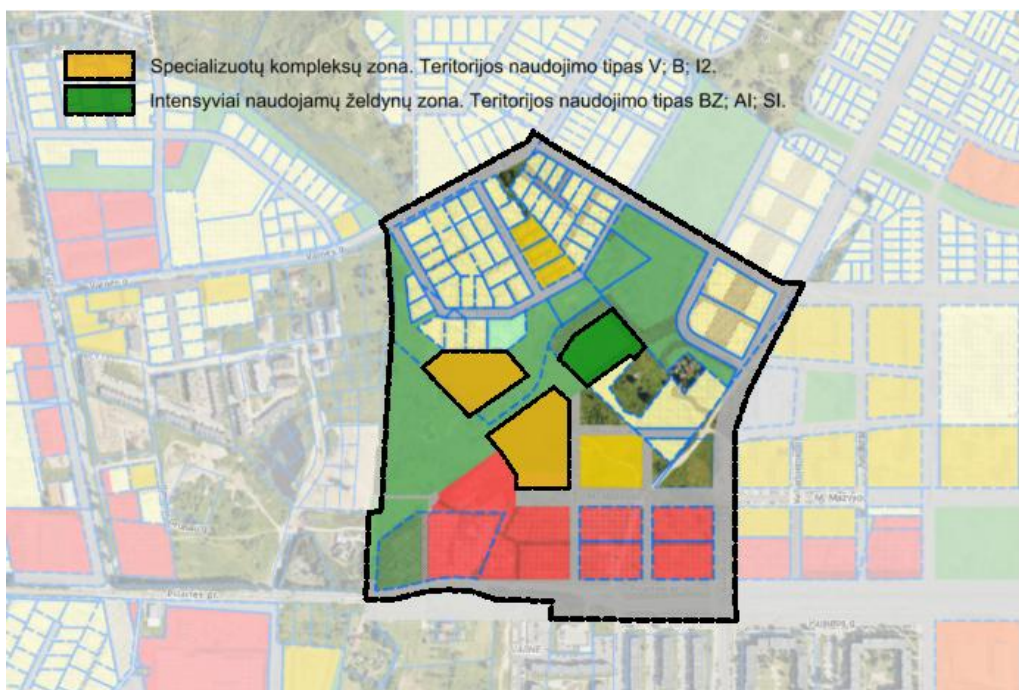 Specializuotų kompleksų zona. Teritorijos naudojimo tipas V; B; I2.
Intensyviai naudojamų želdynų zona. Teritorijos naudojimo tipas BZ; AI; SI.